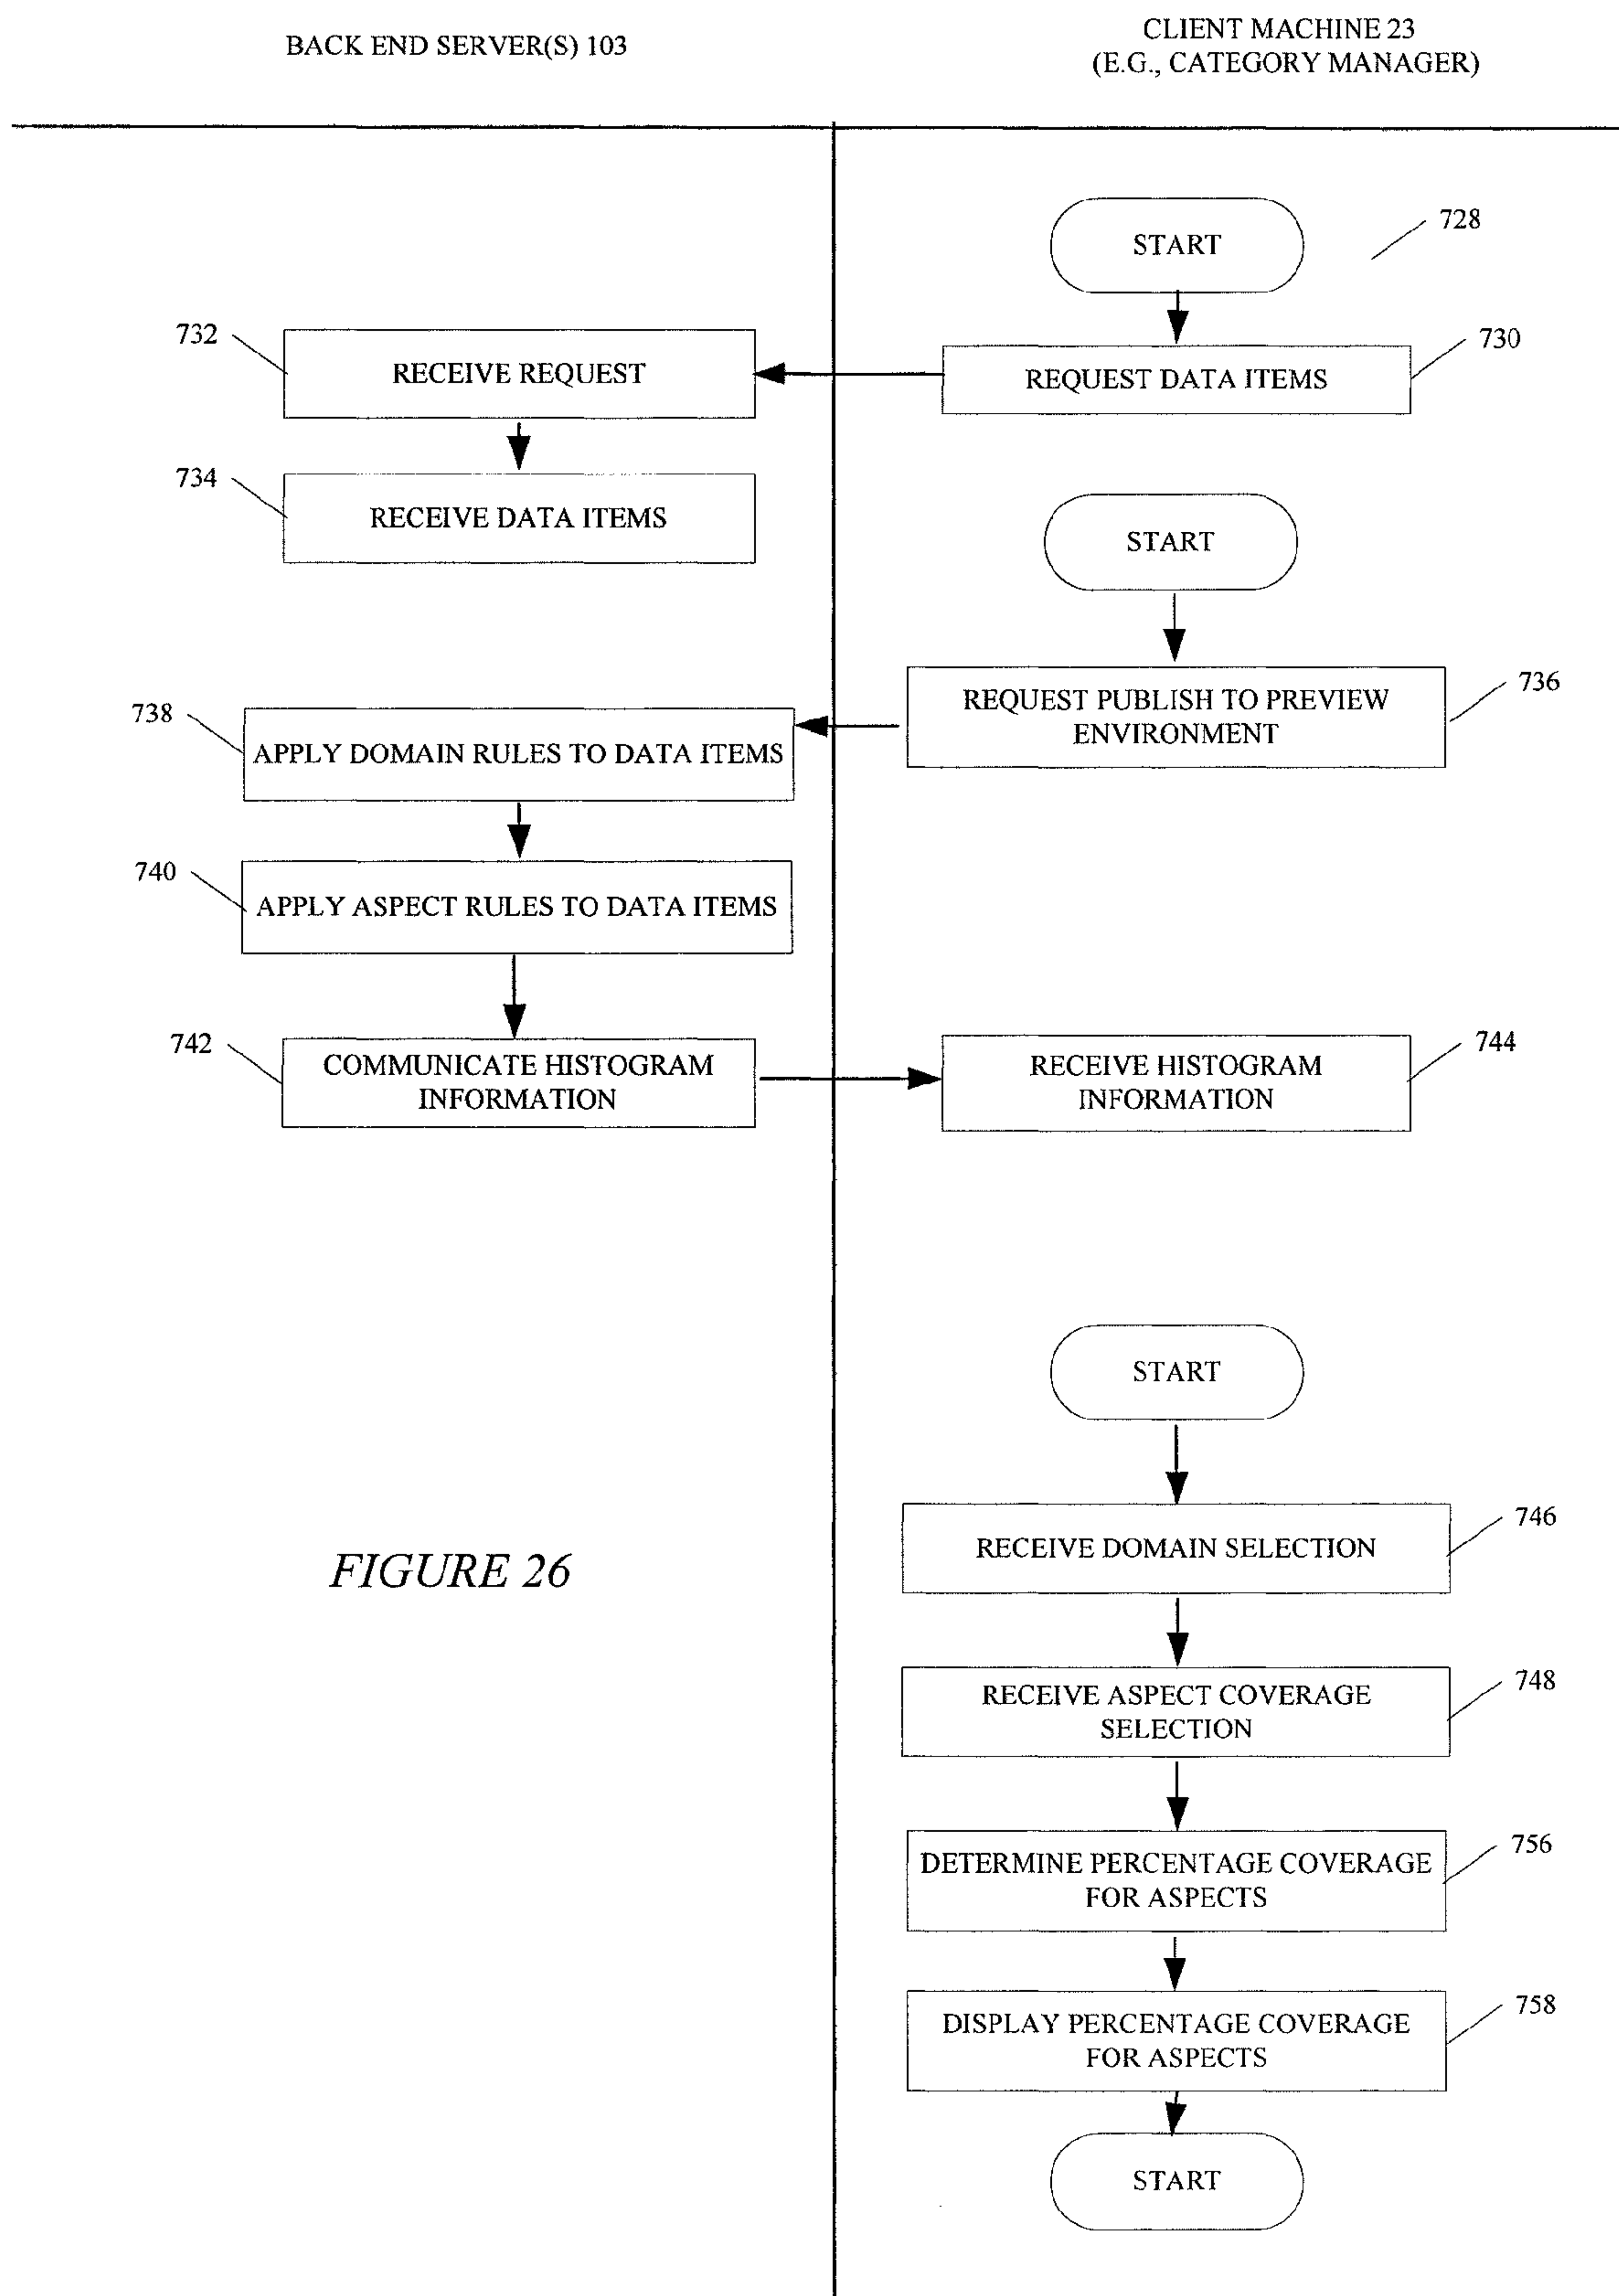 BACK END SERVER(S) 103
CLIENT MACHINE 23
(E.G., CATEGORY MANAGER)
START
728
732
RECEIVE REQUEST
REQUEST DATA ITEMS
730
734
RECEIVE DATA ITEMS
START
REQUEST PUBLISH TO PREVIEW
ENVIRONMENT
736
738
APPLY DOMAIN RULES TO DATA ITEMS
740
APPLY ASPECT RULES TO DATA ITEMS
742
COMMUNICATE HISTOGRAM
INFORMATION
RECEIVE HISTOGRAM
INFORMATION
744
START
RECEIVE DOMAIN SELECTION
746
FIGURE 26
RECEIVE ASPECT COVERAGE
SELECTION
748
DETERMINE PERCENTAGE COVERAGE
FOR ASPECTS
756
DISPLAY PERCENTAGE COVERAGE
FOR ASPECTS
758
START